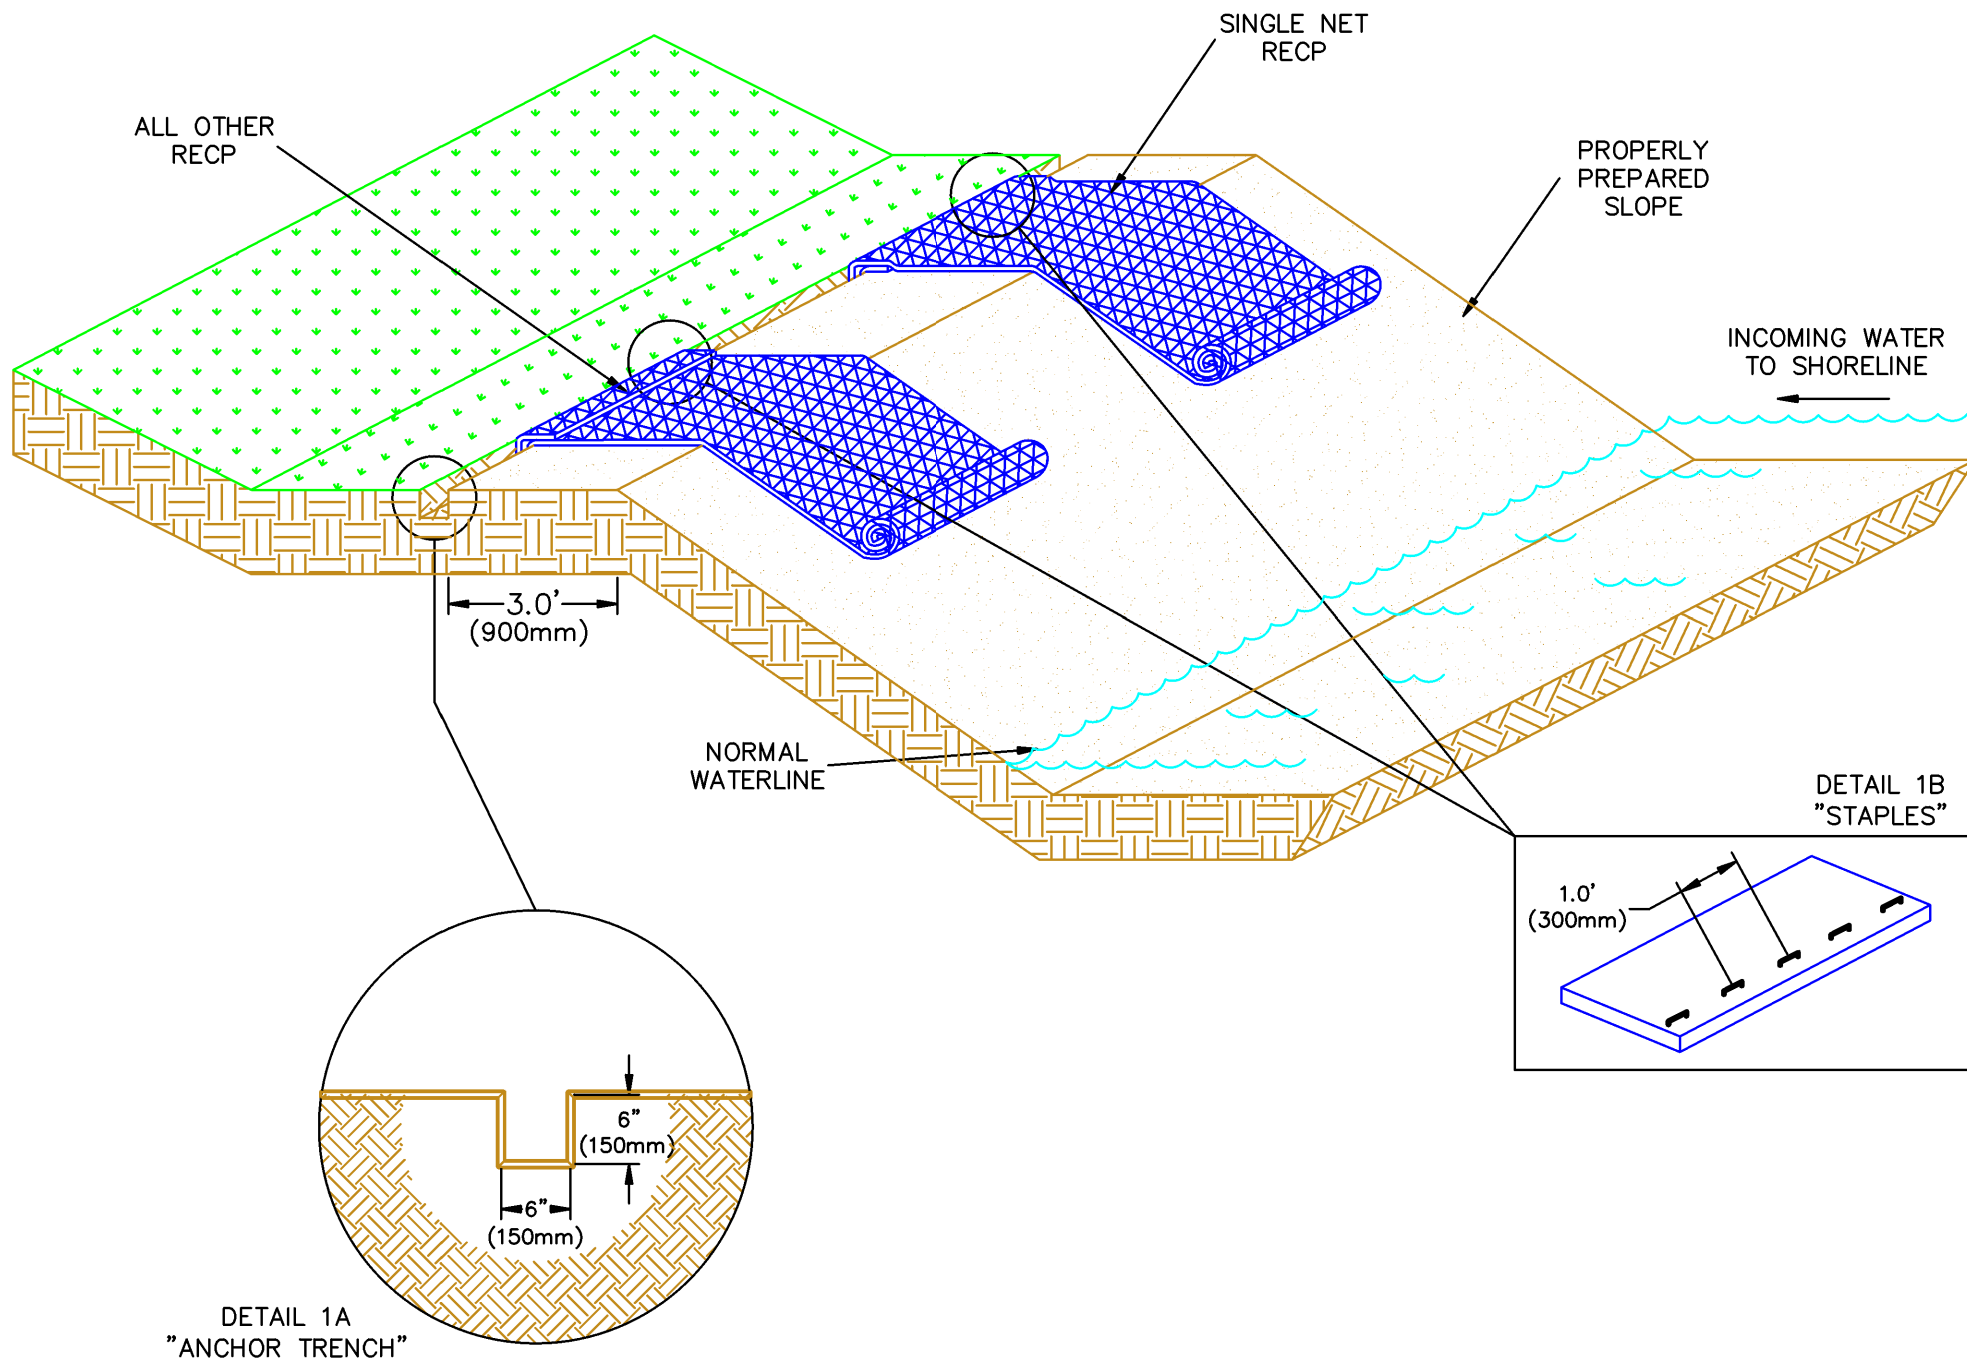 SINGLE NET
RECP
ALL OTHER
RECP
PROPERLY
PREPARED
SLOPE
INCOMING WATER
TO SHORELINE
3.0'
(900mm)
NORMAL
WATERLINE
DETAIL 1B
"STAPLES"
1.0'
(300mm)
6"
(150mm)
6"
(150mm)
DETAIL 1A
"ANCHOR TRENCH"